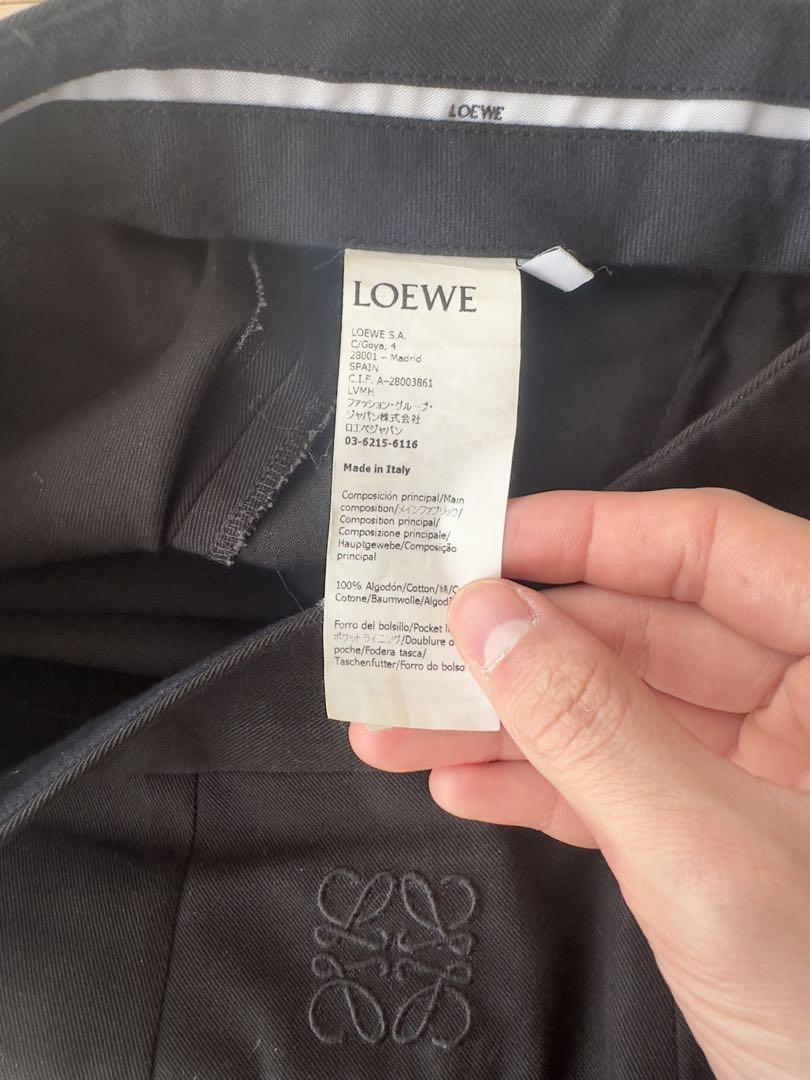 LOEWE
LOEWE
LOEWE S.A.
C/Goya, 4
28001 – Madrid
SPAIN
C.I.F. A-28003861
LVMH
ファッション・グループ・
ジャパン株式会社
ロエベジャパン
03-6215-6116
Made in Italy
Composición principal/Main
composition/メインファブリック/
Composition principal/
Composizione principale/
Hauptgewebe/Composição
principal
100% Algodón/Cotton/綿/
Cotone/Baumwolle/
Forro del bolsillo/Pocket
ポケットライニング/Doublure
poche/Fodera tasca/
Taschenfutter/Forro do bolso